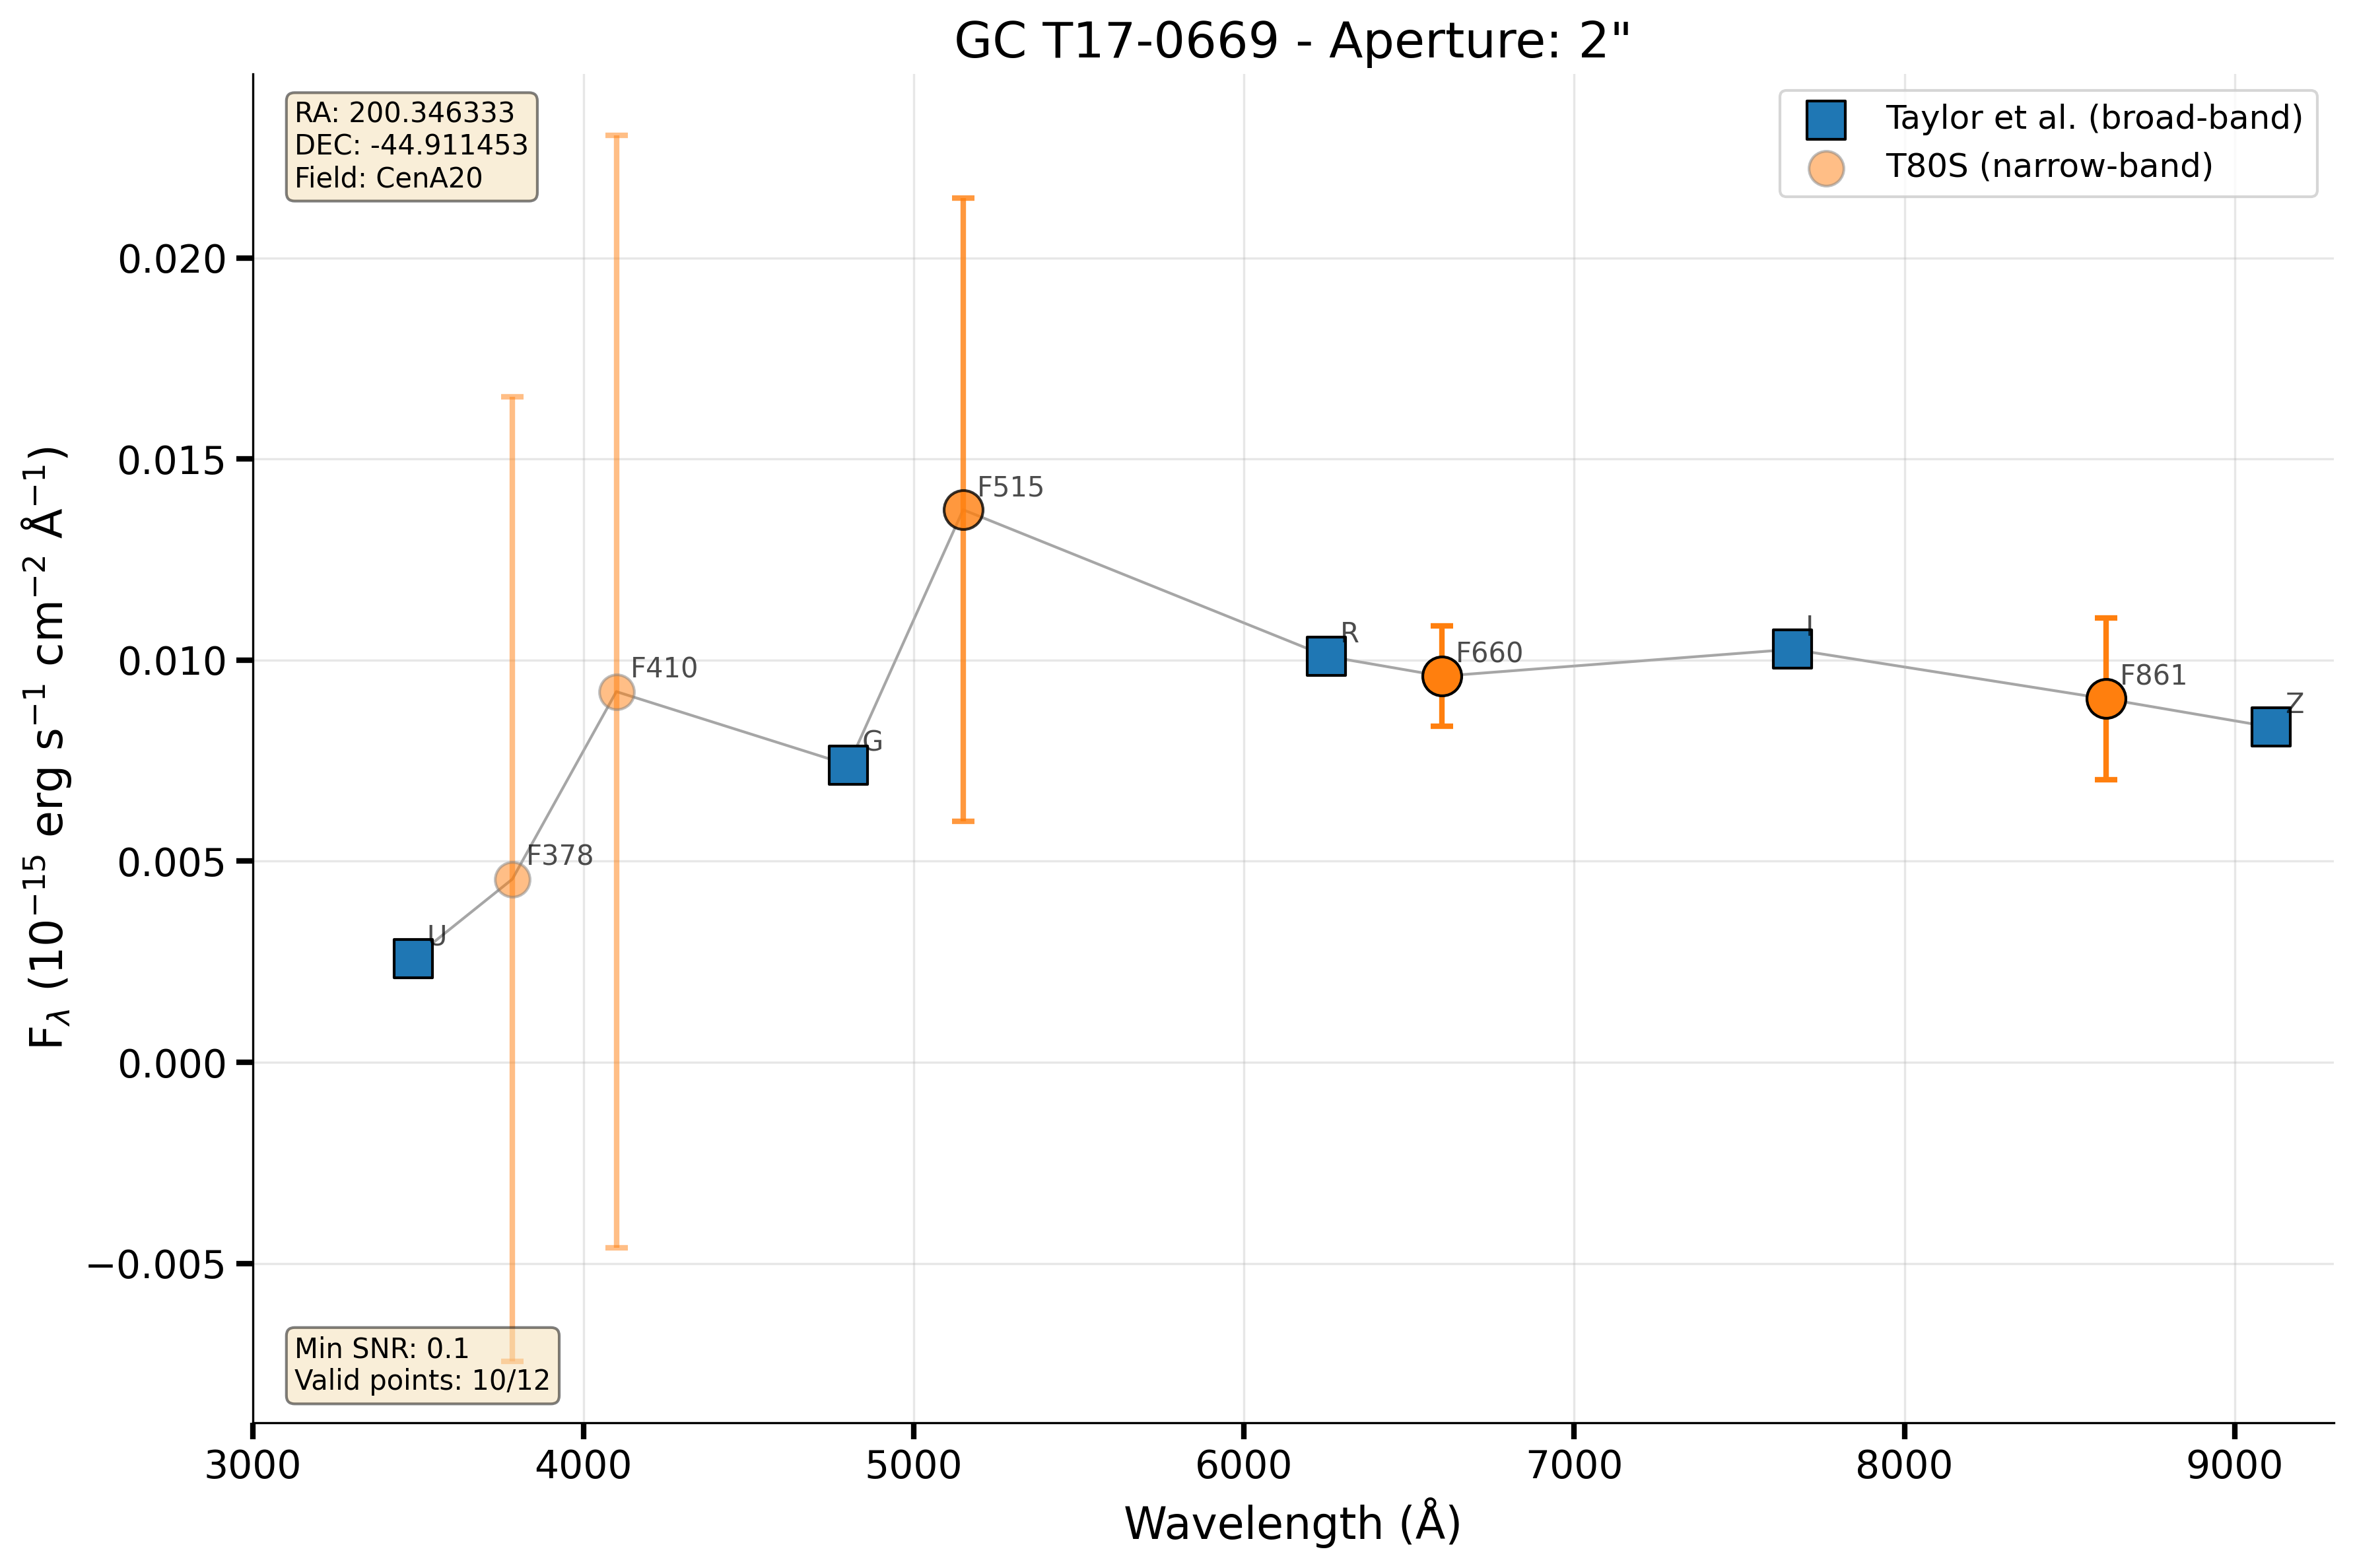 GC T17-0669 - Aperture: 2"
RA: 200.346333
DEC: -44.911453
Field: CenA20
Taylor et al. (broad-band)
T80S (narrow-band)
0.020
0.015
0.010
0.005
0.000
−0.005
F$_λ$ (10⁻¹⁵ erg s⁻¹ cm⁻² Å⁻¹)
U
F378
F410
G
F515
R
F660
I
F861
Z
Min SNR: 0.1
Valid points: 10/12
3000 4000 5000 6000 7000 8000 9000
Wavelength (Å)